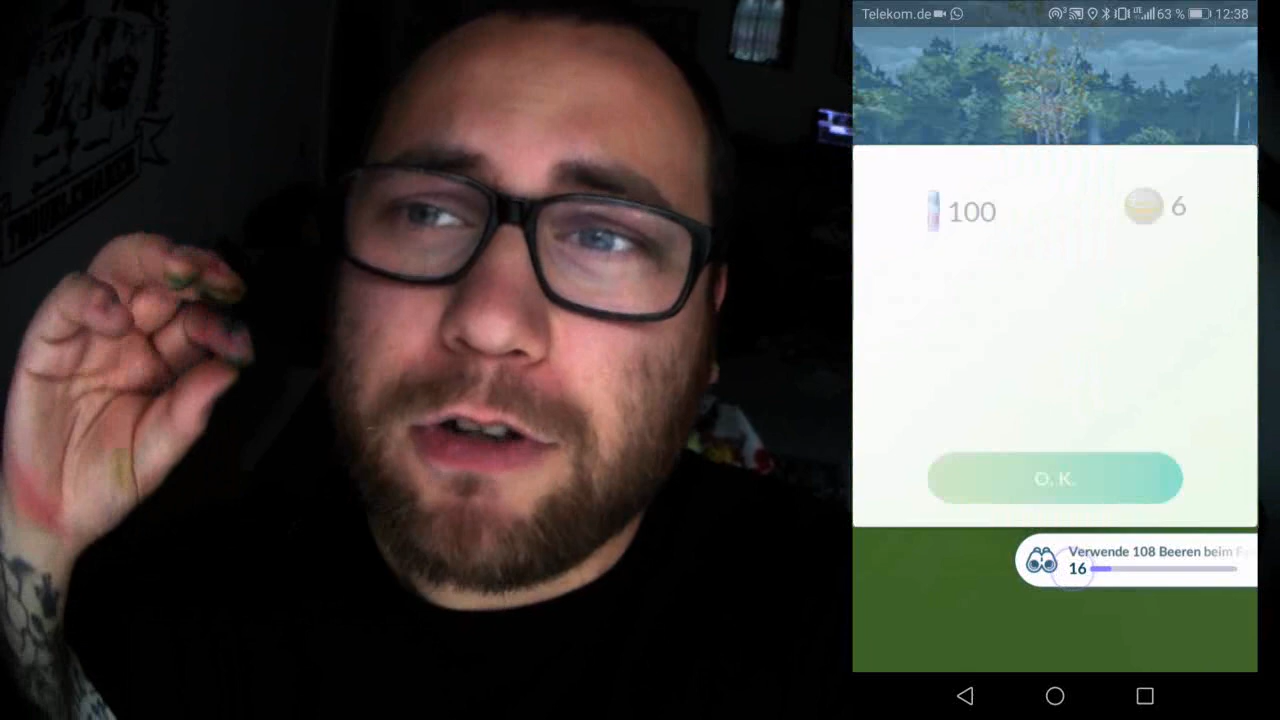 Telekom.de
63 % 12:38
100
6
O. K.
Verwende 108 Beeren beim
16